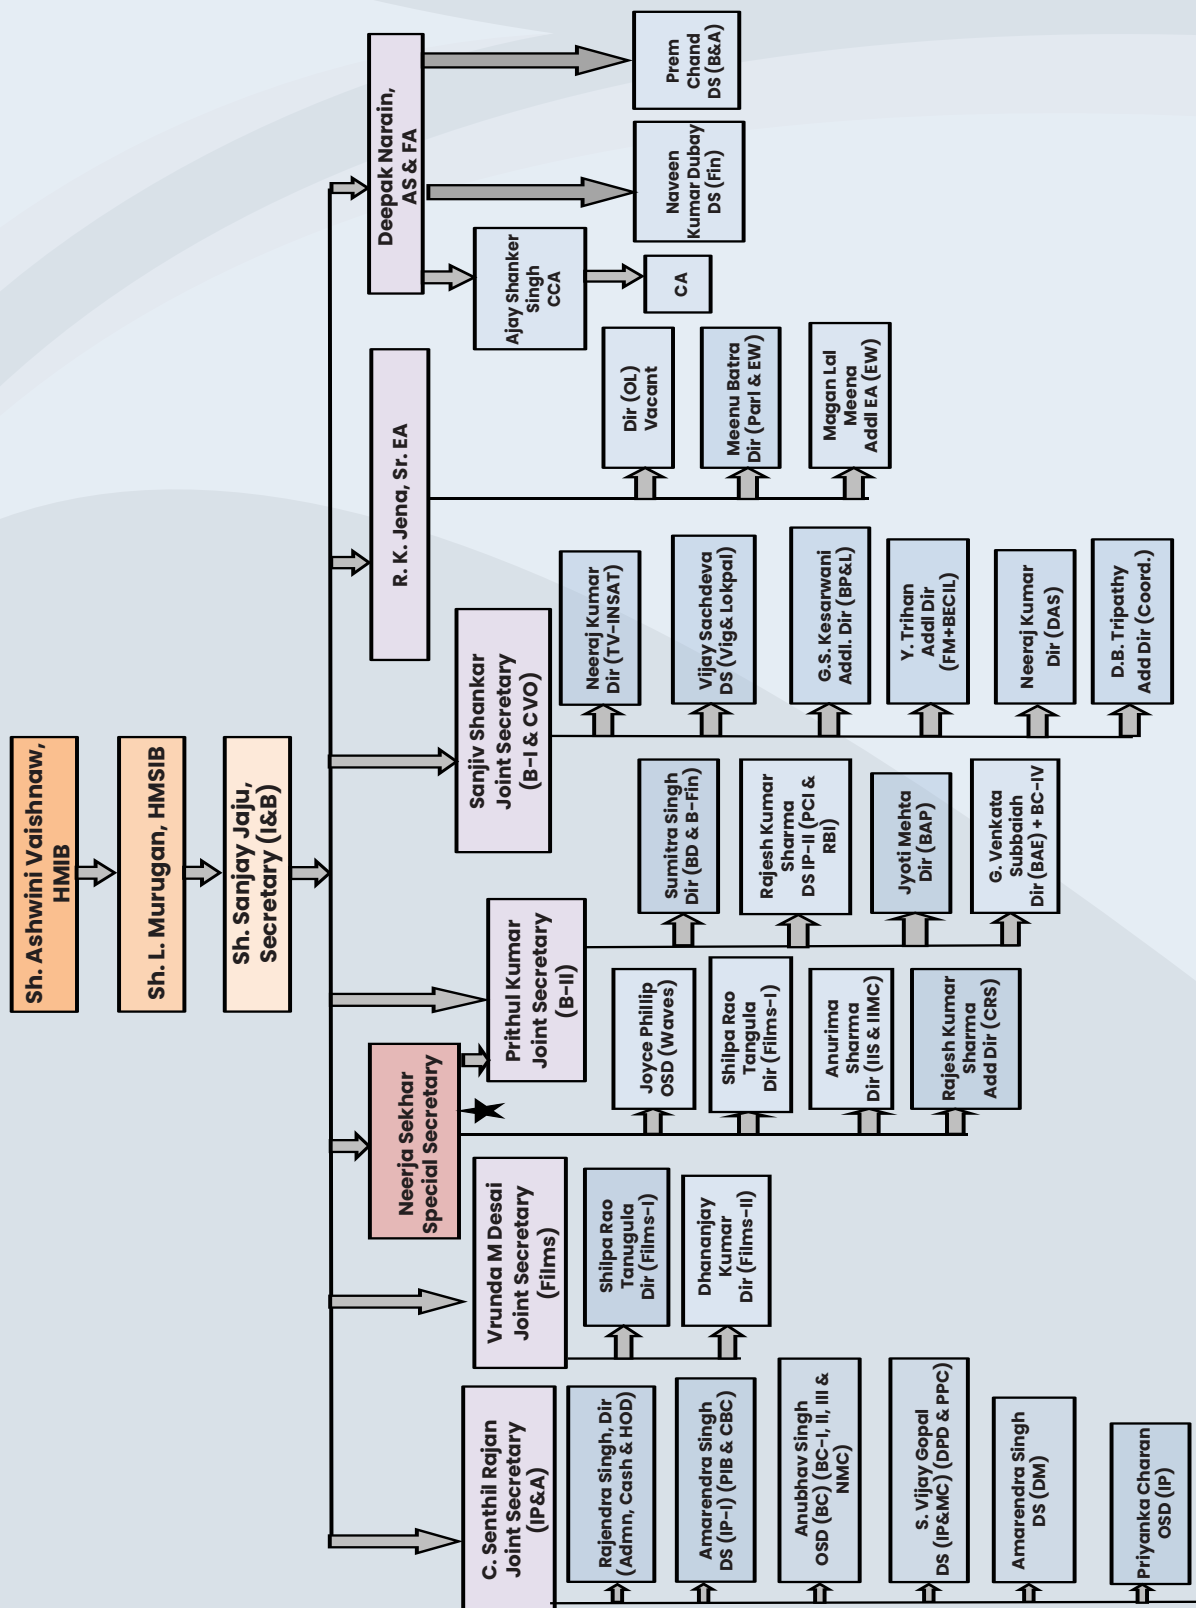 Sh. Ashwini Vaishnaw,
HMIB
Sh. L. Murugan, HMSIB
Sh. Sanjay Jaju,
Secretary (I&B)
C. Senthil Rajan
Joint Secretary
(IP&A)
Rajendra Singh, Dir
(Admn, Cash & HOD)
Amarendra Singh
DS (IP-I) (PIB & CBC)
Anubhav Singh
OSD (BC) (BC-I, II, III &
NMC)
S. Vijay Gopal
DS (IP&MC) (DPD & PPC)
Amarendra Singh
DS (DM)
Priyanka Charan
OSD (IP)
Vrunda M Desai
Joint Secretary
(Films)
Shilpa Rao
Tanugula
Dir (Films-I)
Dhananjay
Kumar
Dir (Films-II)
Neerja Sekhar
Special Secretary
Joyce Phillip
OSD (Waves)
Shilpa Rao
Tangula
Dir (Films-I)
Anurima
Sharma
Dir (IIS & IIMC)
Rajesh Kumar
Sharma
Add Dir (CRS)
Prithul Kumar
Joint Secretary
(B-II)
Sumitra Singh
Dir (BD & B-Fin)
Rajesh Kumar
Sharma
DS IP-II (PCI &
RBI)
Jyoti Mehta
Dir (BAP)
G. Venkata
Subbaiah
Dir (BAE) + BC-IV
Sanjiv Shankar
Joint Secretary
(B-I & CVO)
Neeraj Kumar
Dir (TV-INSAT)
Vijay Sachdeva
DS (Vig& Lokpal)
G.S. Kesarwani
Addl. Dir (BP&L)
Y. Trihan
Addl Dir
(FM+BECIL)
Neeraj Kumar
Dir (DAS)
D.B. Tripathy
Add Dir (Coord.)
R. K. Jena, Sr. EA
Dir (OL)
Vacant
Meenu Batra
Dir (Parl & EW)
Magan Lal
Meena
Addl EA (EW)
Deepak Narain,
AS & FA
Ajay Shanker
Singh
CCA
CA
Naveen
Kumar Dubay
DS (Fin)
Prem
Chand
DS (B&A)